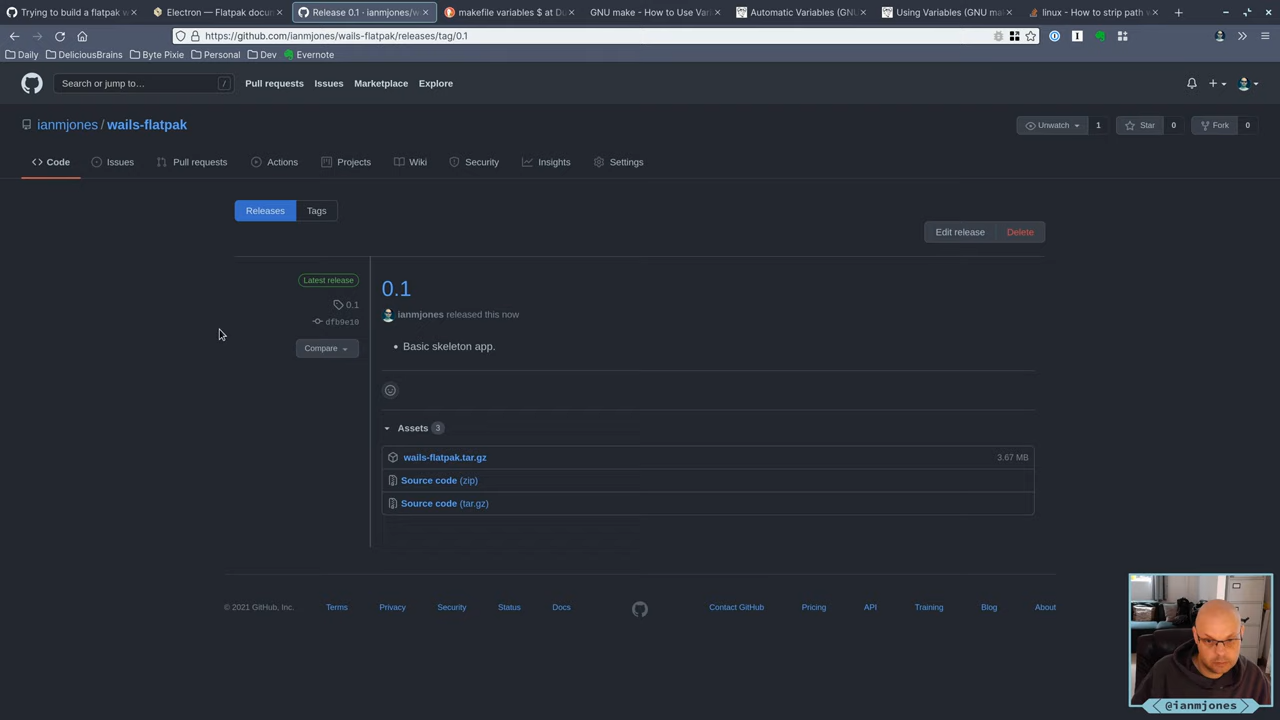 Trying to build a flatpak w
Electron — Flatpak docu
Release 0.1 · ianmjones/w
makefile variables $ at Du
GNU make - How to Use Var
Automatic Variables (GNU
Using Variables (GNU ma
linux - How to strip path
https://github.com/ianmjones/wails-flatpak/releases/tag/0.1
Daily
DeliciousBrains
Byte Pixie
Personal
Dev
Evernote
Search or jump to…
/
Pull requests
Issues
Marketplace
Explore
ianmjones / wails-flatpak
Unwatch
1
Star
0
Fork
0
Code
Issues
Pull requests
Actions
Projects
Wiki
Security
Insights
Settings
Releases
Tags
Edit release
Delete
Latest release
0.1
dfb9e10
Compare
0.1
ianmjones released this now
Basic skeleton app.
Assets 3
wails-flatpak.tar.gz
3.67 MB
Source code (zip)
Source code (tar.gz)
© 2021 GitHub, Inc.
Terms
Privacy
Security
Status
Docs
Contact GitHub
Pricing
API
Training
Blog
About
@ianmjones